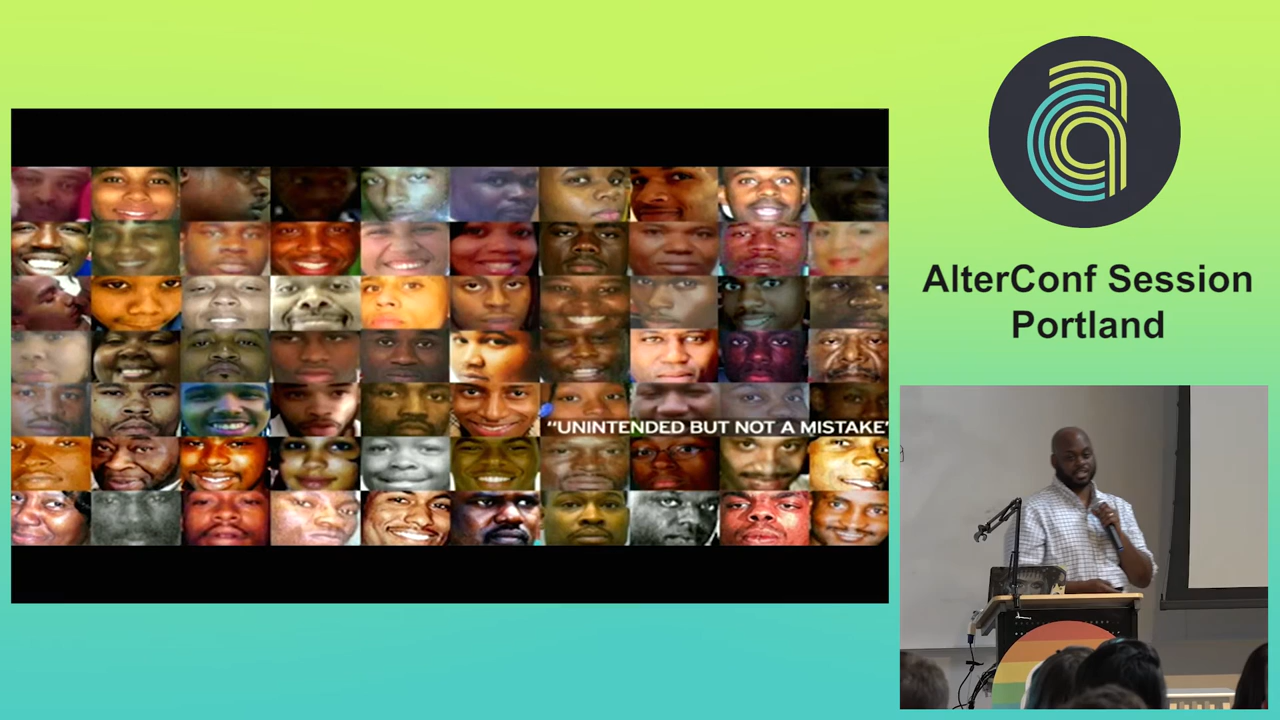 "UNINTENDED BUT NOT A MISTAKE"
AlterConf Session
Portland